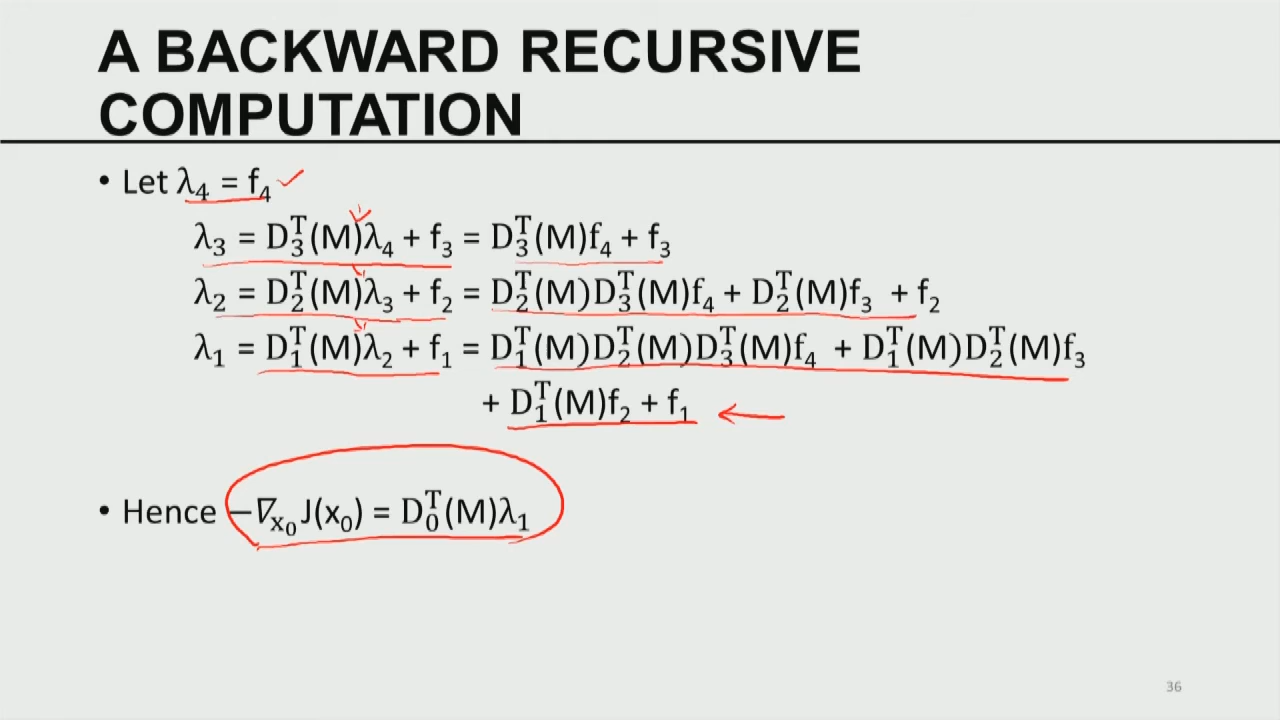 A BACKWARD RECURSIVE
COMPUTATION
• Let λ₄ = f₄
λ₃ = D₃ᵀ(M)λ₄ + f₃ = D₃ᵀ(M)f₄ + f₃
λ₂ = D₂ᵀ(M)λ₃ + f₂ = D₂ᵀ(M)D₃ᵀ(M)f₄ + D₂ᵀ(M)f₃ + f₂
λ₁ = D₁ᵀ(M)λ₂ + f₁ = D₁ᵀ(M)D₂ᵀ(M)D₃ᵀ(M)f₄ + D₁ᵀ(M)D₂ᵀ(M)f₃
+ D₁ᵀ(M)f₂ + f₁
• Hence −∇ₓ₀J(x₀) = D₀ᵀ(M)λ₁
36